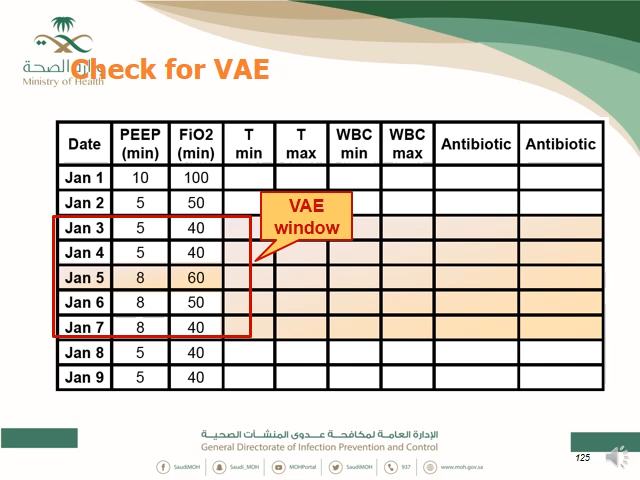 وزارة الصحة
Ministry of Health
Check for VAE
Date PEEP (min) FiO2 (min) T min T max WBC min WBC max Antibiotic Antibiotic
Jan 1 10 100
Jan 2 5 50
Jan 3 5 40
Jan 4 5 40
Jan 5 8 60
Jan 6 8 50
Jan 7 8 40
Jan 8 5 40
Jan 9 5 40
VAE
window
الإدارة العامة لمكافحة عدوى المنشآت الصحية
General Directorate of Infection Prevention and Control
SaudiMOH Saudi_MOH MOHPortal SaudiMOH 937 www.moh.gov.sa
125